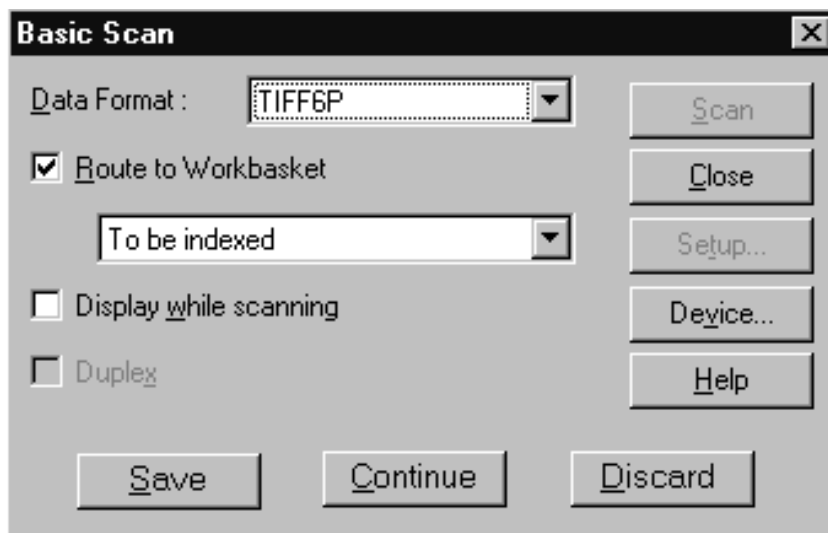 Basic Scan
Data Format :
TIFF6P
Scan
Route to Workbasket
Close
To be indexed
Setup...
Display while scanning
Device...
Duplex
Help
Save
Continue
Discard